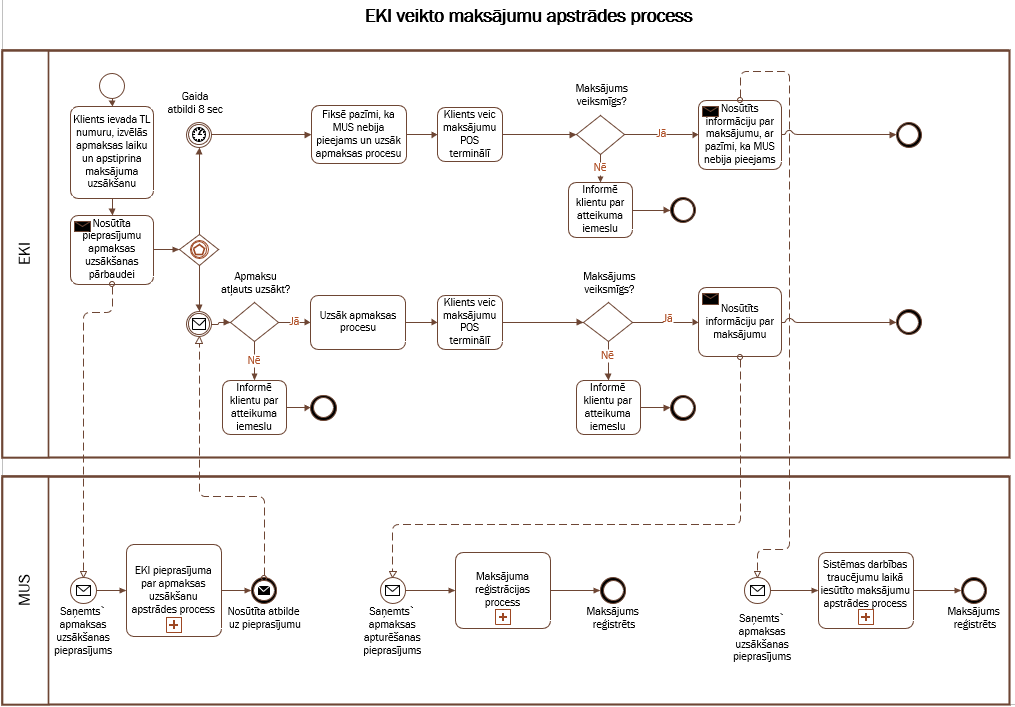 EKI veikto maksājumu apstrādes process
EKI
Klients ievada TL
numuru, izvēlās
apmaksas laiku
un apstiprina
maksājuma
uzsākšanu
Nosūtīta
pieprasījumu
apmaksas
uzsākšanas
pārbaudei
Gaida
atbildi 8 sec
Fiksē pazīmi, ka
MUS nebija
pieejams un uzsāk
apmaksas procesu
Klients veic
maksājumu
POS
terminālī
Maksājums
veiksmīgs?
Jā
Nē
Nosūtīts
informāciju par
maksājumu, ar
pazīmi, ka MUS
nebija pieejams
Informē
klientu par
atteikuma
iemeslu
Apmaksu
atļauts uzsākt?
Jā
Nē
Uzsāk apmaksas
procesu
Klients veic
maksājumu
POS
terminālī
Maksājums
veiksmīgs?
Jā
Nē
Nosūtīts
informāciju par
maksājumu
Informē
klientu par
atteikuma
iemeslu
Informē
klientu par
atteikuma
iemeslu
MUS
Saņemts`
apmaksas
uzsākšanas
pieprasījums
EKI pieprasījuma
par apmaksas
uzsākšanu
apstrādes process
Nosūtīta atbilde
uz pieprasījumu
Saņemts`
apmaksas
apturēšanas
pieprasījums
Maksājuma
reģistrācijas
process
Maksājums
reģistrēts
Saņemts`
apmaksas
uzsākšanas
pieprasījums
Sistēmas darbības
traucējumu laikā
iesūtīto maksājumu
apstrādes process
Maksājums
reģistrēts